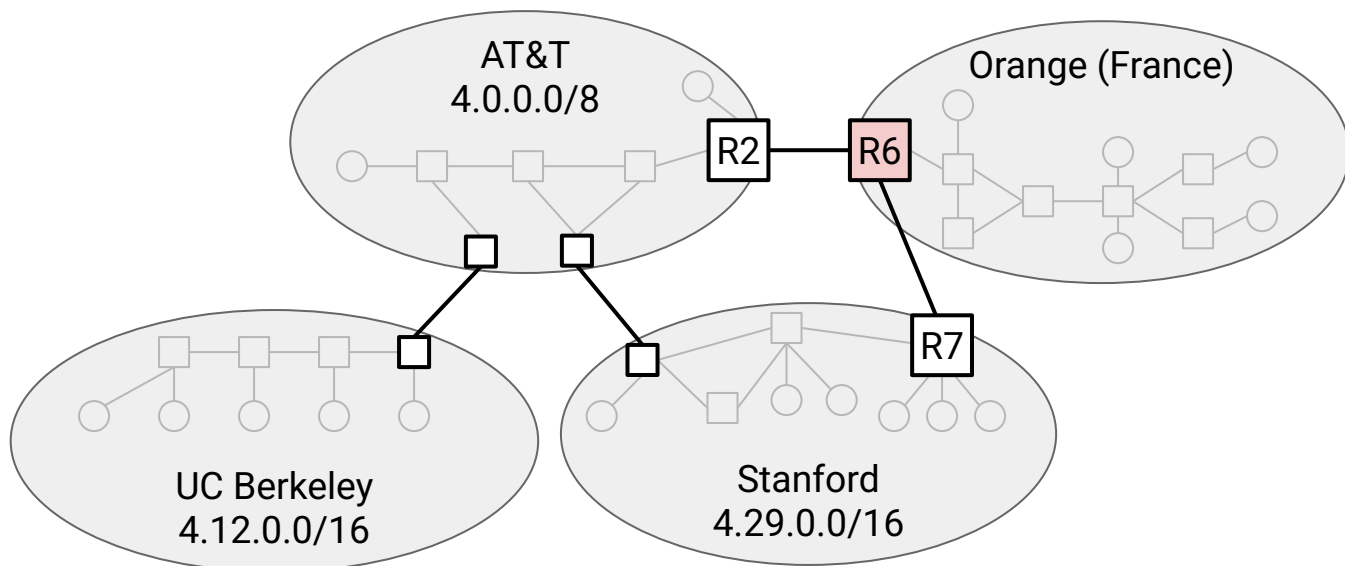 AT&T
4.0.0.0/8
Orange (France)
R2
R6
R7
UC Berkeley
4.12.0.0/16
Stanford
4.29.0.0/16